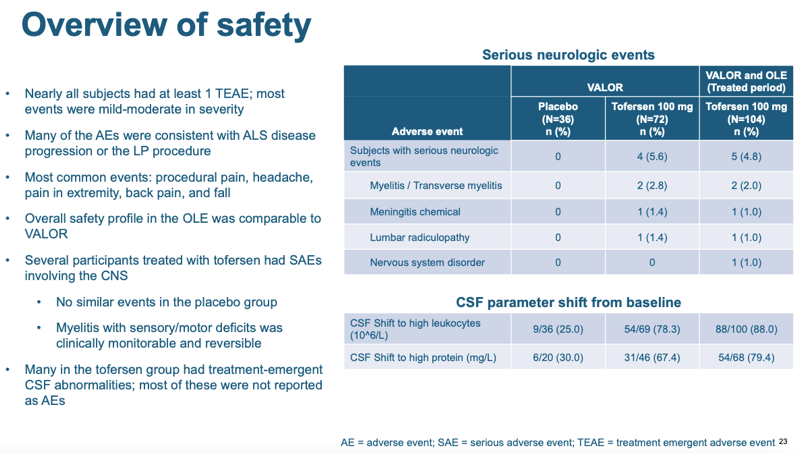 Overview of safety
• Nearly all subjects had at least 1 TEAE; most
events were mild-moderate in severity
• Many of the AEs were consistent with ALS disease
progression or the LP procedure
• Most common events: procedural pain, headache,
pain in extremity, back pain, and fall
• Overall safety profile in the OLE was comparable to
VALOR
• Several participants treated with tofersen had SAEs
involving the CNS
• No similar events in the placebo group
• Myelitis with sensory/motor deficits was
clinically monitorable and reversible
• Many in the tofersen group had treatment-emergent
CSF abnormalities; most of these were not reported
as AEs
Serious neurologic events
VALOR
VALOR and OLE
(Treated period)
Adverse event
Placebo
(N=36)
n (%)
Tofersen 100 mg
(N=72)
n (%)
Tofersen 100 mg
(N=104)
n (%)
Subjects with serious neurologic
events
0 4 (5.6) 5 (4.8)
Myelitis / Transverse myelitis 0 2 (2.8) 2 (2.0)
Meningitis chemical 0 1 (1.4) 1 (1.0)
Lumbar radiculopathy 0 1 (1.4) 1 (1.0)
Nervous system disorder 0 0 1 (1.0)
CSF parameter shift from baseline
CSF Shift to high leukocytes
(10^6/L)
9/36 (25.0) 54/69 (78.3) 88/100 (88.0)
CSF Shift to high protein (mg/L) 6/20 (30.0) 31/46 (67.4) 54/68 (79.4)
AE = adverse event; SAE = serious adverse event; TEAE = treatment emergent adverse event 23